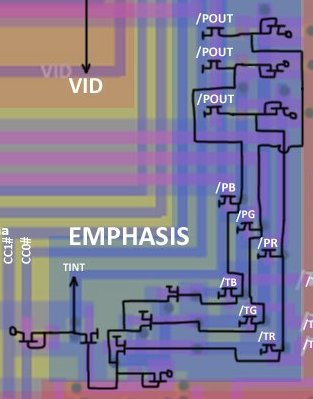 /POUT
/POUT
VID
VID
/POUT
/PB
/PG
EMPHASIS
/PR
CC1#
CC0#
TINT
/TB
/TG
/TR